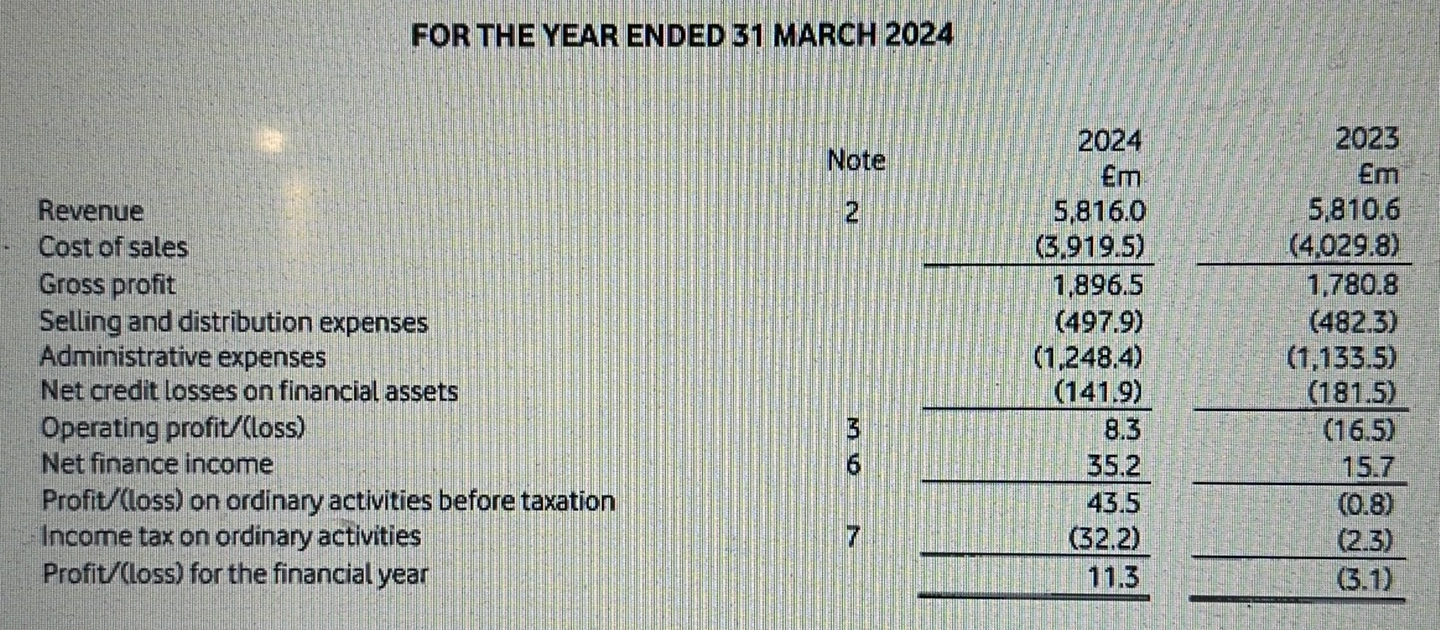 FOR THE YEAR ENDED 31 MARCH 2024
Note 2024 2023
£m £m
Revenue 2 5,816.0 5,810.6
Cost of sales (3,919.5) (4,029.8)
Gross profit 1,896.5 1,780.8
Selling and distribution expenses (497.9) (482.3)
Administrative expenses (1,248.4) (1,133.5)
Net credit losses on financial assets (141.9) (181.5)
Operating profit/(loss) 3 8.3 (16.5)
Net finance income 6 35.2 15.7
Profit/(loss) on ordinary activities before taxation 43.5 (0.8)
Income tax on ordinary activities 7 (32.2) (2.3)
Profit/(loss) for the financial year 11.3 (3.1)